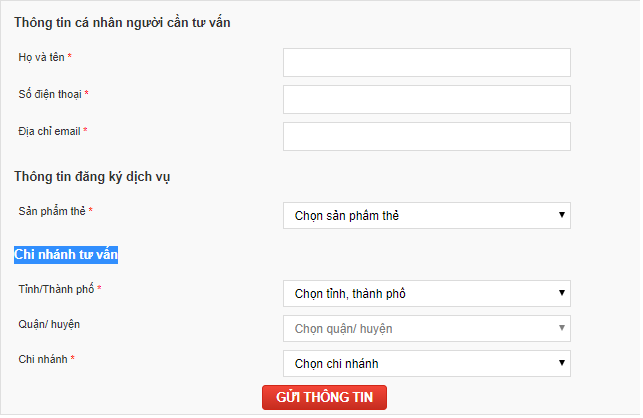 Thông tin cá nhân người cần tư vấn
Họ và tên *
Số điện thoại *
Địa chỉ email *
Thông tin đăng ký dịch vụ
Sản phẩm thẻ * Chọn sản phẩm thẻ
Chi nhánh tư vấn
Tỉnh/Thành phố * Chọn tỉnh, thành phố
Quận/ huyện Chọn quận/ huyện
Chi nhánh * Chọn chi nhánh
GỬI THÔNG TIN